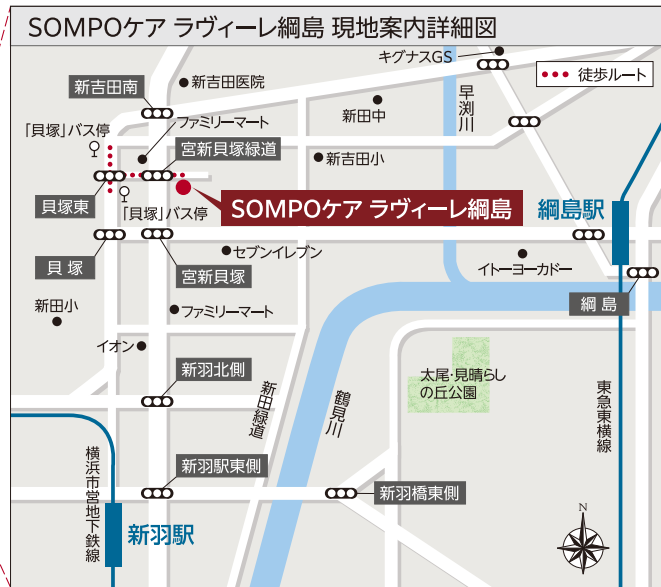 SOMPOケア ラヴィーレ綱島 現地案内詳細図
キグナスGS
徒歩ルート
新吉田南
新吉田医院
早渕川
新田中
「貝塚」バス停
ファミリーマート
宮新貝塚緑道
新吉田小
貝塚東
「貝塚」バス停
SOMPOケア ラヴィーレ綱島
綱島駅
貝塚
宮新貝塚
セブンイレブン
イトーヨーカドー
綱島
新田小
ファミリーマート
イオン
新羽北側
新田緑道
鶴見川
太尾・見晴らし
の丘公園
東急東横線
横浜市営地下鉄線
新羽駅東側
新羽橋東側
新羽駅
N